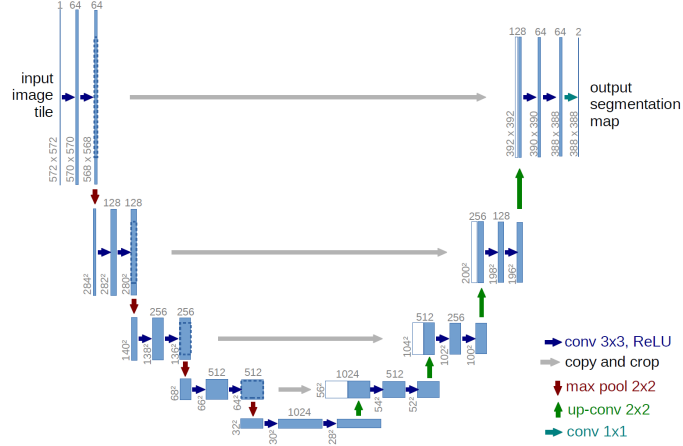 1 64 64
128 64 64 2
input
image
tile
output
segmentation
map
572 x 572
570 x 570
568 x 568
392 x 392
390 x 390
388 x 388
388 x 388
128 128
256 128
284²
282²
280²
200²
198²
196²
256 256
512 256
140²
138²
136²
104²
102²
100²
512 512
1024 512
68²
66²
64²
56²
54²
52²
1024
32²
30²
28²
conv 3x3, ReLU
copy and crop
max pool 2x2
up-conv 2x2
conv 1x1